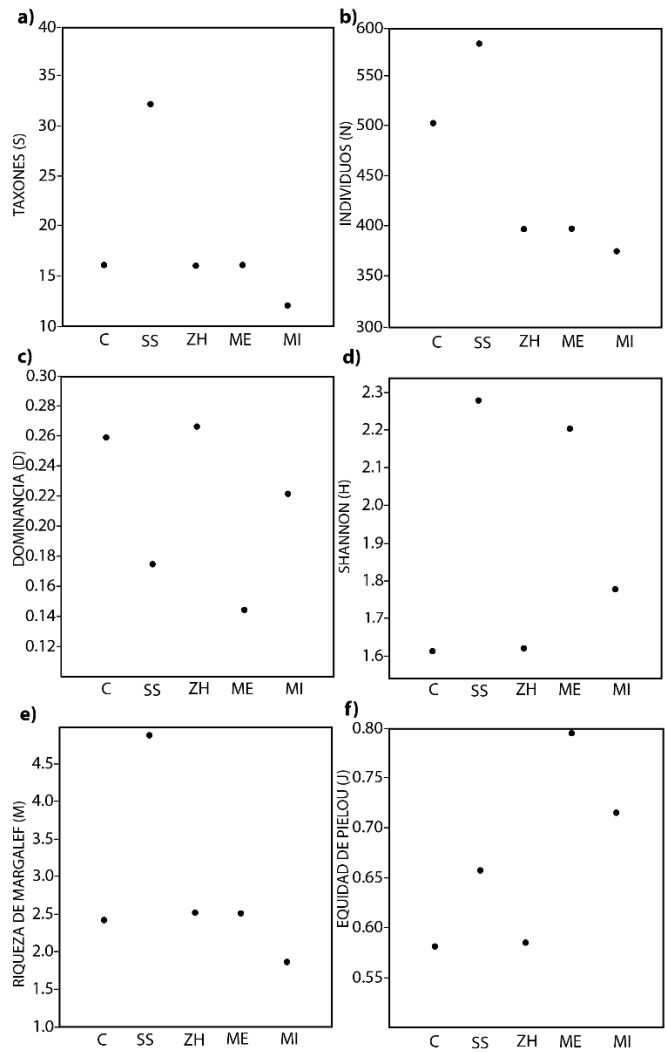 a)
TAXONES (S)
40
35
30
25
20
15
10
C SS ZH ME MI
b)
INDIVIDUOS (N)
600
550
500
450
400
350
300
C SS ZH ME MI
c)
DOMINANCIA (D)
0.30
0.28
0.26
0.24
0.22
0.20
0.18
0.16
0.14
0.12
C SS ZH ME MI
d)
SHANNON (H)
2.3
2.2
2.1
2.0
1.9
1.8
1.7
1.6
C SS ZH ME MI
e)
RIQUEZA DE MARGALEF (M)
4.5
4.0
3.5
3.0
2.5
2.0
1.5
1.0
C SS ZH ME MI
f)
EQUIDAD DE PIELOU (J)
0.80
0.75
0.70
0.65
0.60
0.55
C SS ZH ME MI